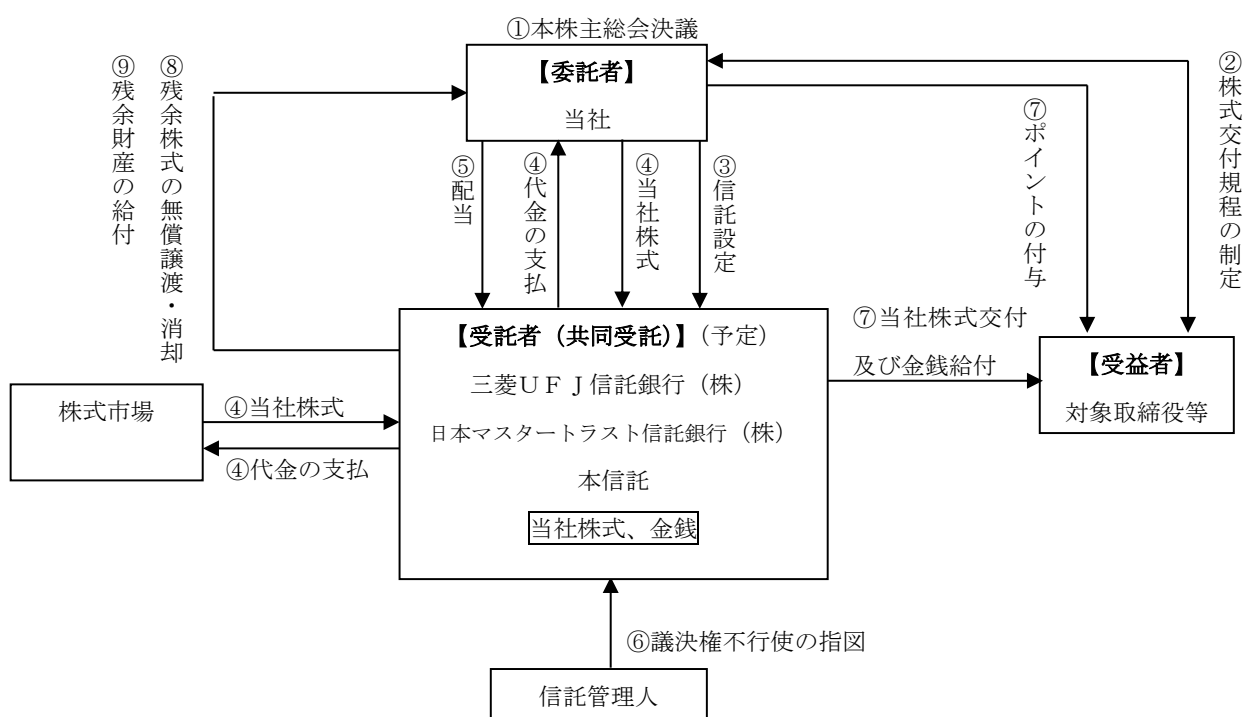 ①本株主総会決議
【委託者】
当社
⑨残余財産の給付
⑧残余株式の無償譲渡・消却
⑤配当
④代金の支払
④当社株式
③信託設定
⑦ポイントの付与
②株式交付規程の制定
【受託者（共同受託）】（予定）
三菱ＵＦＪ信託銀行（株）
日本マスタートラスト信託銀行（株）
本信託
当社株式、金銭
⑦当社株式交付
及び金銭給付
【受益者】
対象取締役等
株式市場
④当社株式
④代金の支払
⑥議決権不行使の指図
信託管理人